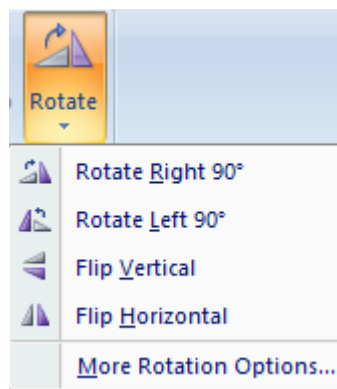 Rotate
Rotate Right 90°
Rotate Left 90°
Flip Vertical
Flip Horizontal
More Rotation Options...